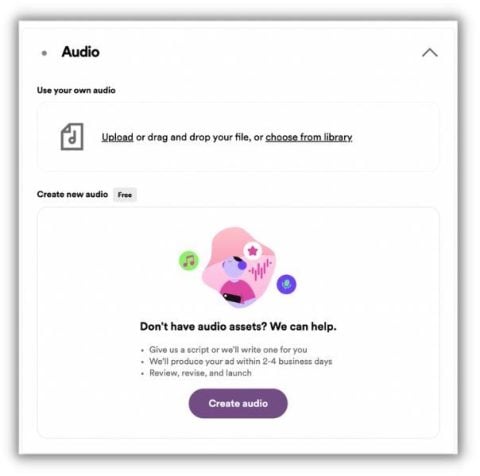 Audio
Use your own audio
Upload or drag and drop your file, or choose from library
Create new audio Free
Don't have audio assets? We can help.
• Give us a script or we'll write one for you
• We'll produce your ad within 2-4 business days
• Review, revise, and launch
Create audio